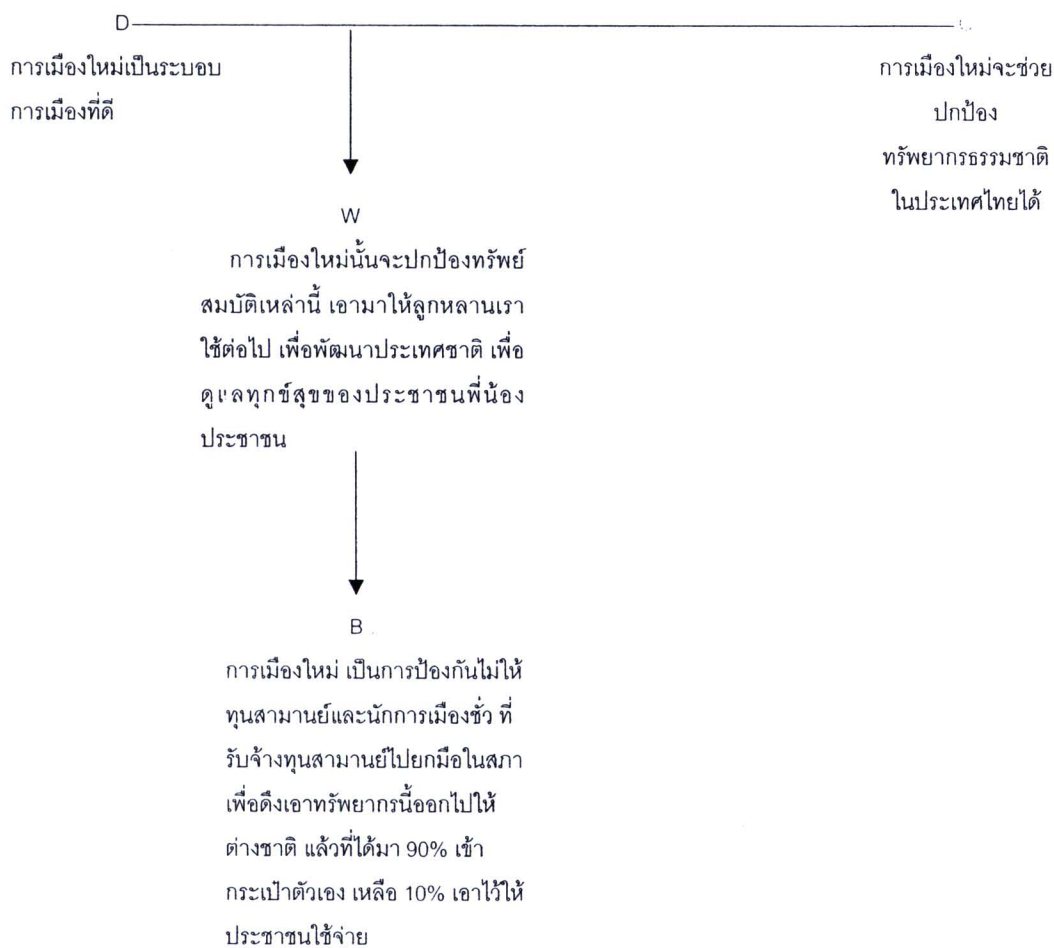 D
การเมืองใหม่เป็นระบอบ
การเมืองที่ดี
การเมืองใหม่จะช่วย
ปกป้อง
ทรัพยากรธรรมชาติ
ในประเทศไทยได้
W
การเมืองใหม่นั้นจะปกป้องทรัพย์
สมบัติเหล่านี้ เอามาให้ลูกหลานเรา
ใช้ต่อไป เพื่อพัฒนาประเทศชาติ เพื่อ
ดูแลทุกข์สุขของประชาชนพี่น้อง
ประชาชน
B
การเมืองใหม่ เป็นการป้องกันไม่ให้
ทุนสามานย์และนักการเมืองชั่ว ที่
รับจ้างทุนสามานย์ไปยกมือในสภา
เพื่อดึงเอาทรัพยากรนี้ออกไปให้
ต่างชาติ แล้วที่ได้มา 90% เข้า
กระเป๋าตัวเอง เหลือ 10% เอาไว้ให้
ประชาชนใช้จ่าย